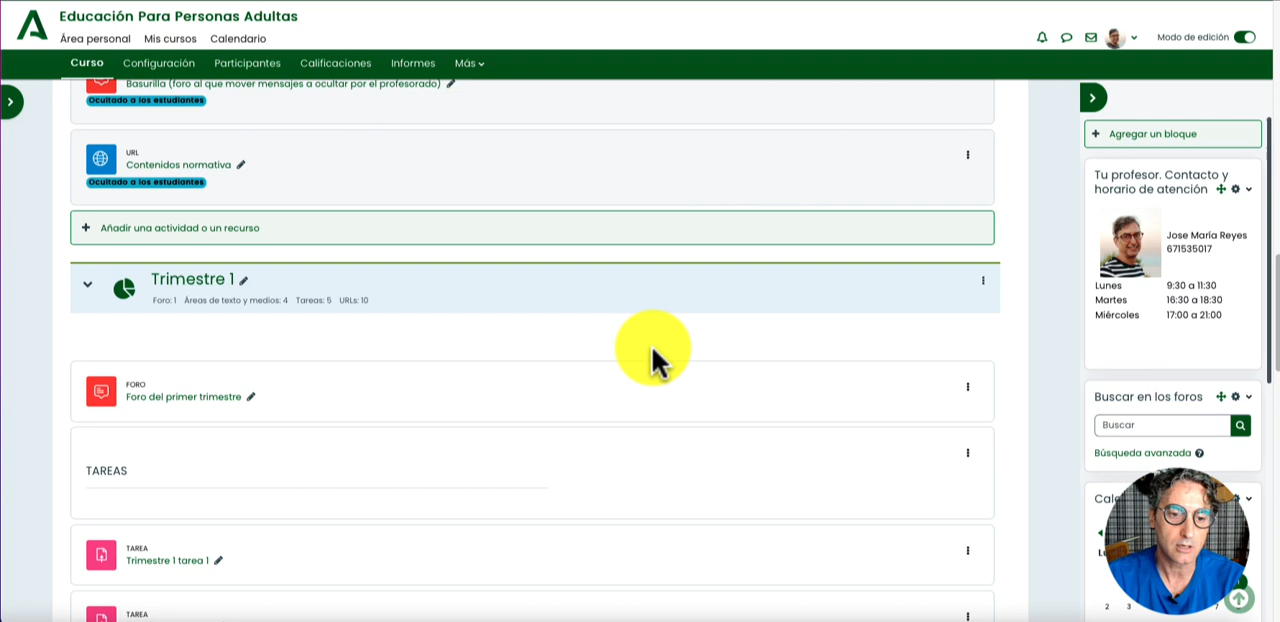 Educación Para Personas Adultas
Área personal Mis cursos Calendario
Modo de edición
Curso Configuración Participantes Calificaciones Informes Más
Basurilla (foro al que mover mensajes a ocultar por el profesorado)
Ocultado a los estudiantes
URL
Contenidos normativa
Ocultado a los estudiantes
+ Añadir una actividad o un recurso
Trimestre 1
Foro: 1 Áreas de texto y medios: 4 Tareas: 5 URLs: 10
FORO
Foro del primer trimestre
TAREAS
TAREA
Trimestre 1 tarea 1
TAREA
+ Agregar un bloque
Tu profesor. Contacto y
horario de atención
Jose María Reyes
671535017
Lunes 9:30 a 11:30
Martes 16:30 a 18:30
Miércoles 17:00 a 21:00
Buscar en los foros
Buscar
Búsqueda avanzada
2 3